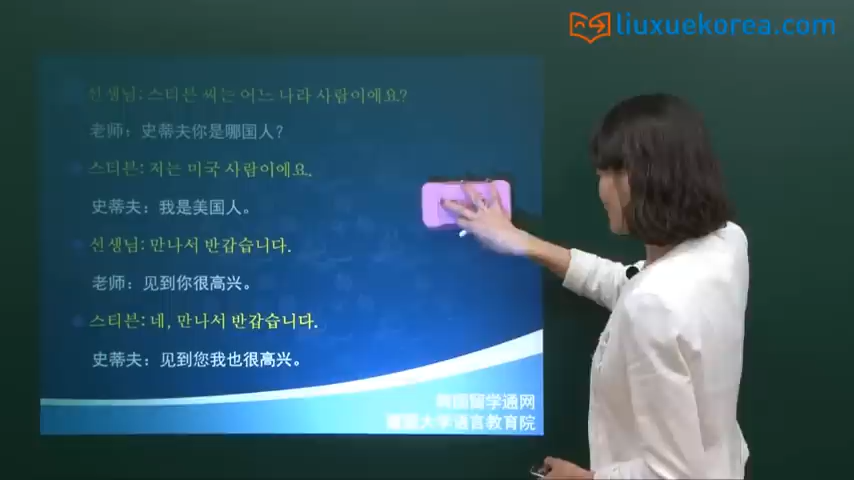 liuxuekorea.com
선생님: 스티븐 씨는 어느 나라 사람이에요?
老师：史蒂夫你是哪国人？
스티븐: 저는 미국 사람이에요.
史蒂夫：我是美国人。
선생님: 만나서 반갑습니다.
老师：见到你很高兴。
스티븐: 네, 만나서 반갑습니다.
史蒂夫：见到您我也很高兴。
韩国留学通网
大学语言教育院